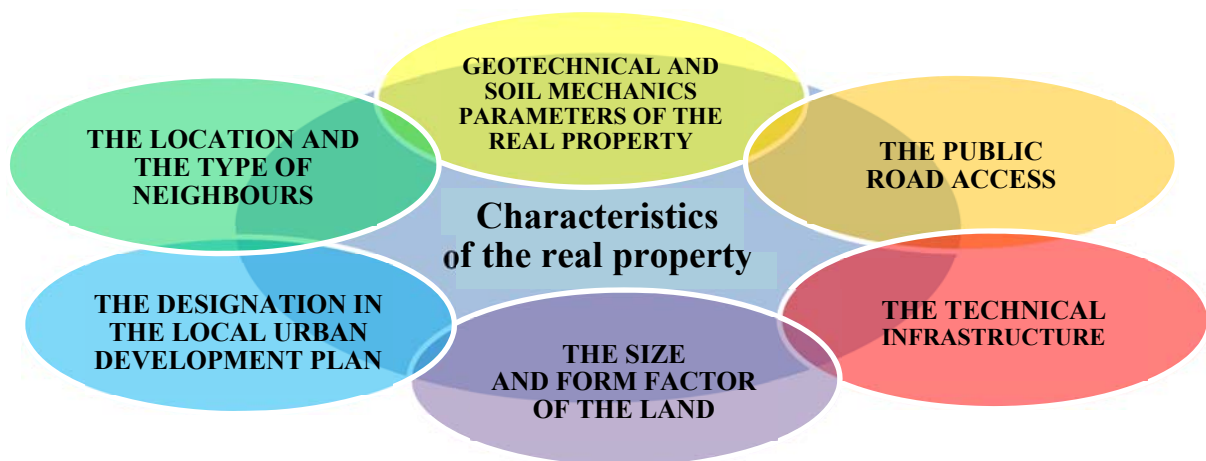 GEOTECHNICAL AND
SOIL MECHANICS
PARAMETERS OF THE
REAL PROPERTY
THE LOCATION AND
THE TYPE OF
NEIGHBOURS
THE PUBLIC
ROAD ACCESS
Characteristics
of the real property
THE DESIGNATION IN
THE LOCAL URBAN
DEVELOPMENT PLAN
THE TECHNICAL
INFRASTRUCTURE
THE SIZE
AND FORM FACTOR
OF THE LAND